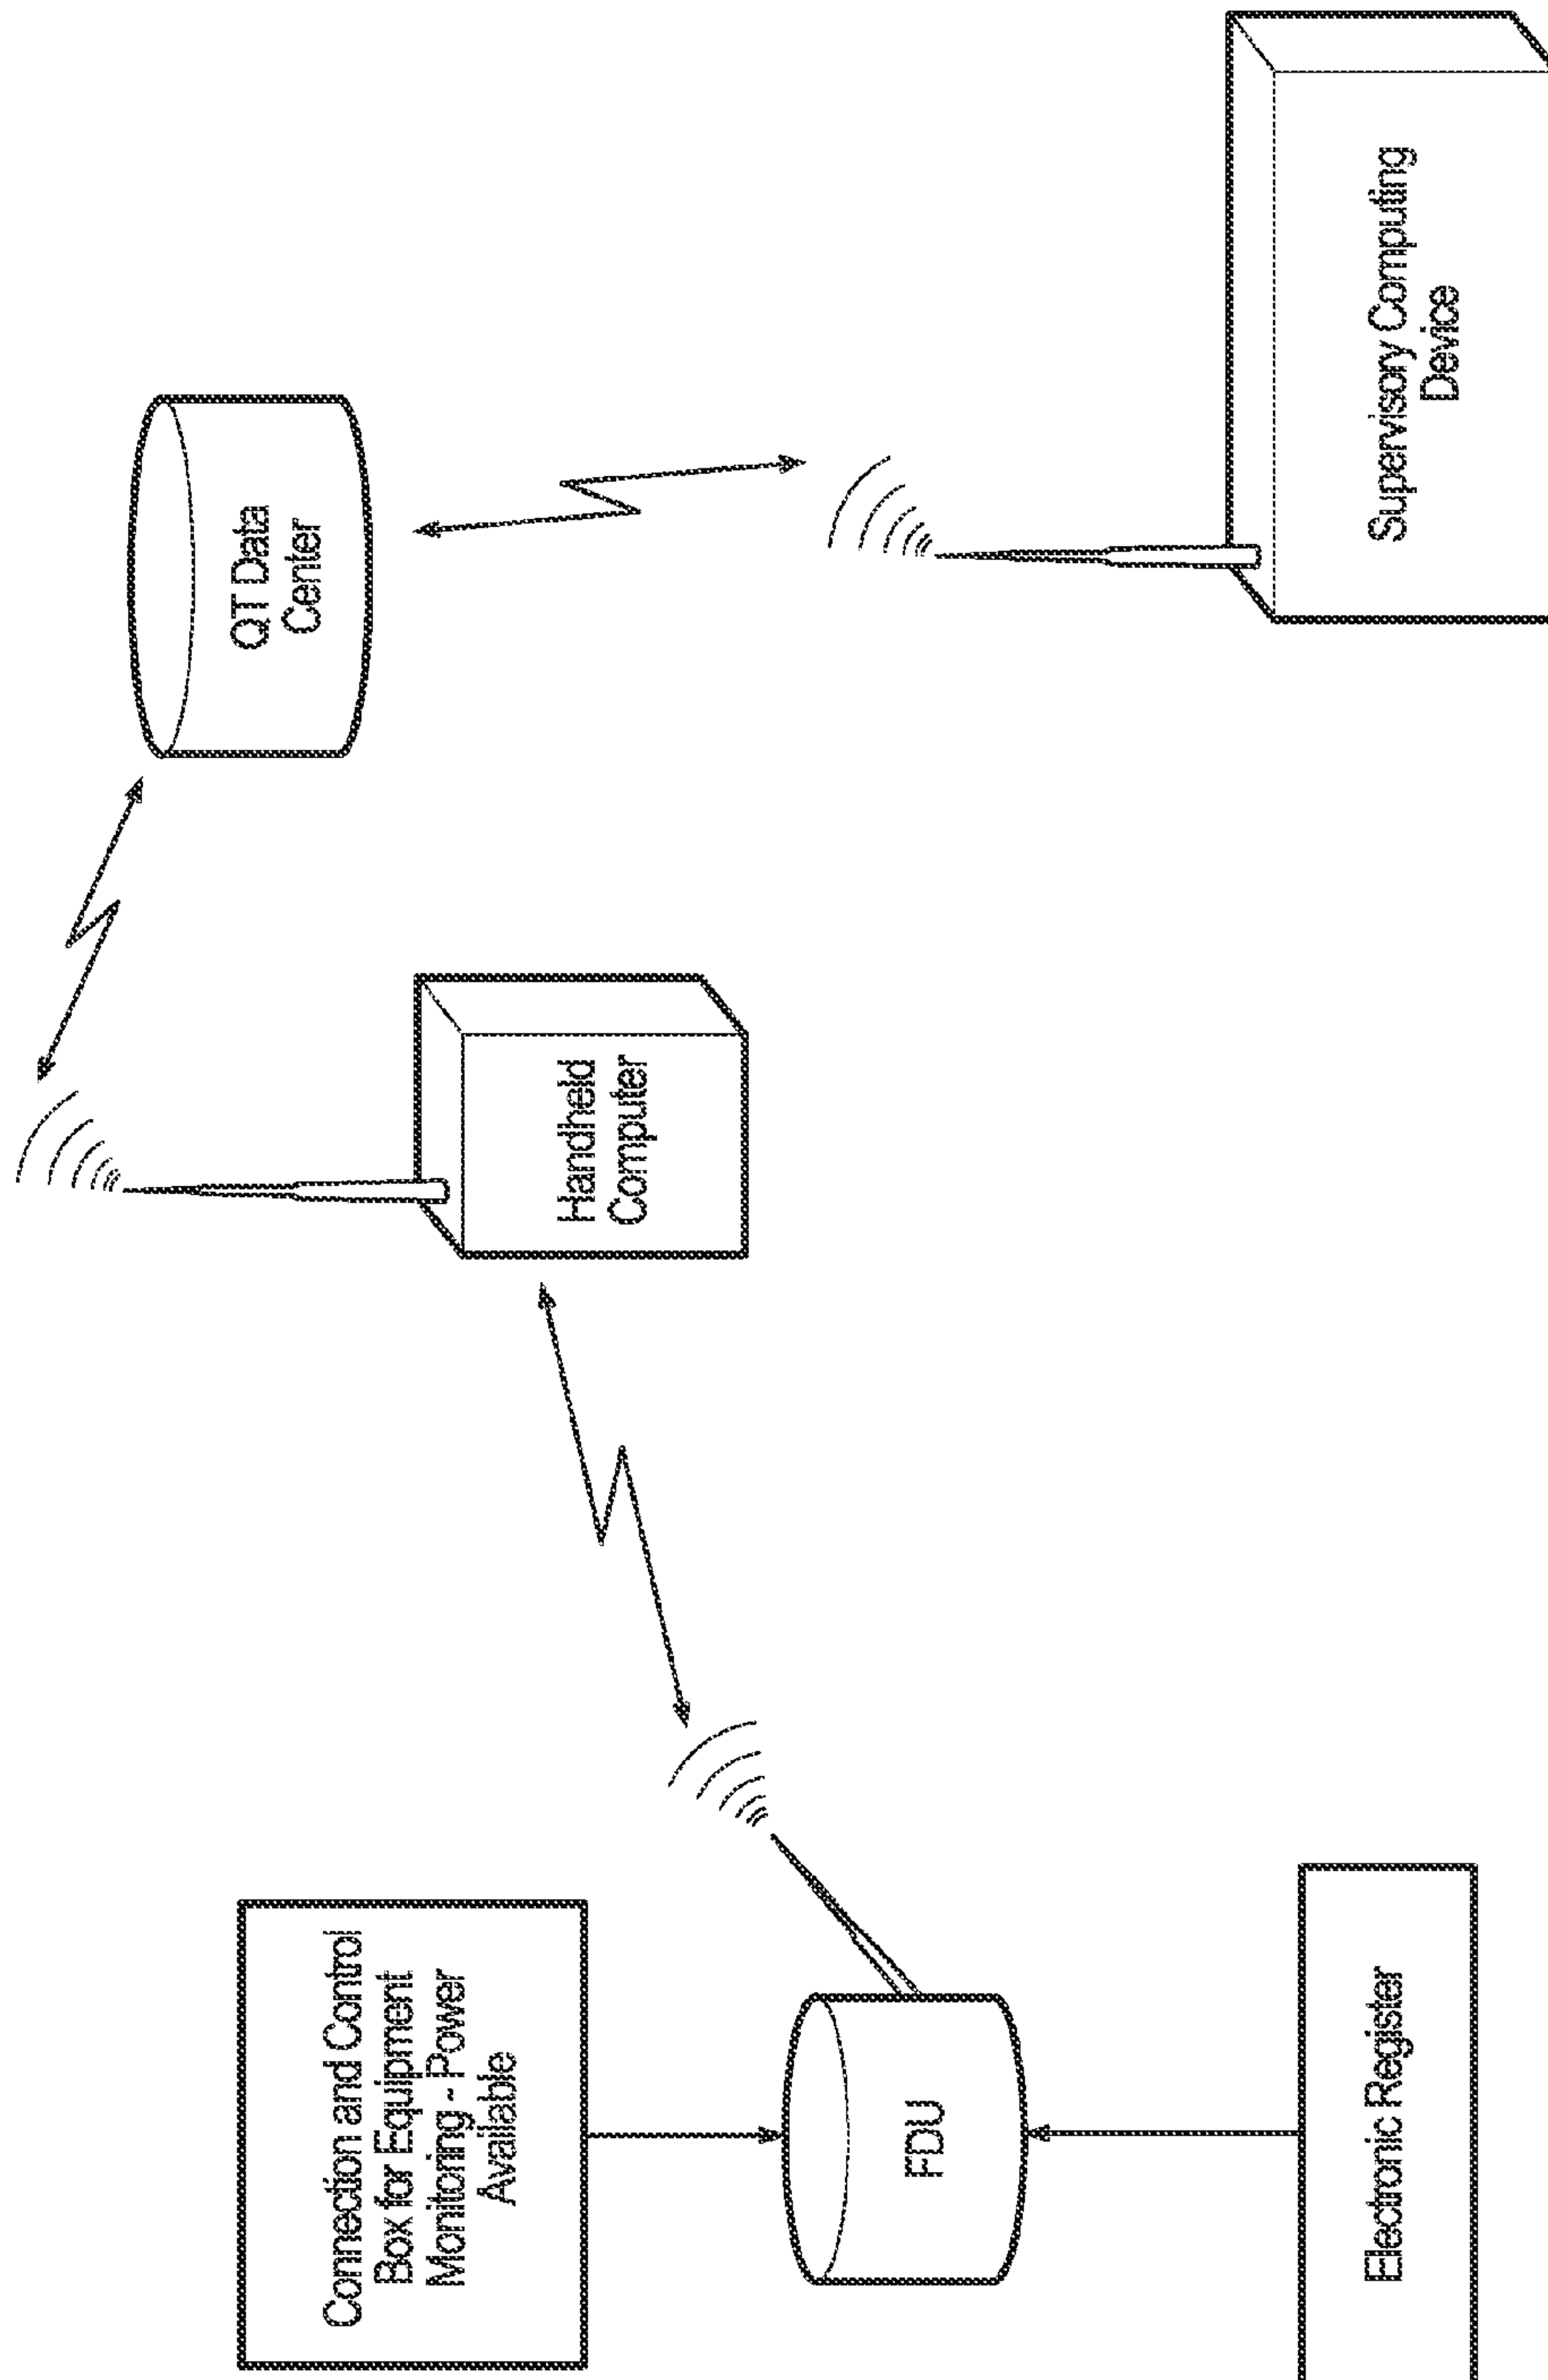 Connection and Control
Box for Equipment
Monitoring - Power
Available
FDU
Electronic Register
Handheld
Computer
QT Data
Center
Supervisory Computing
Device